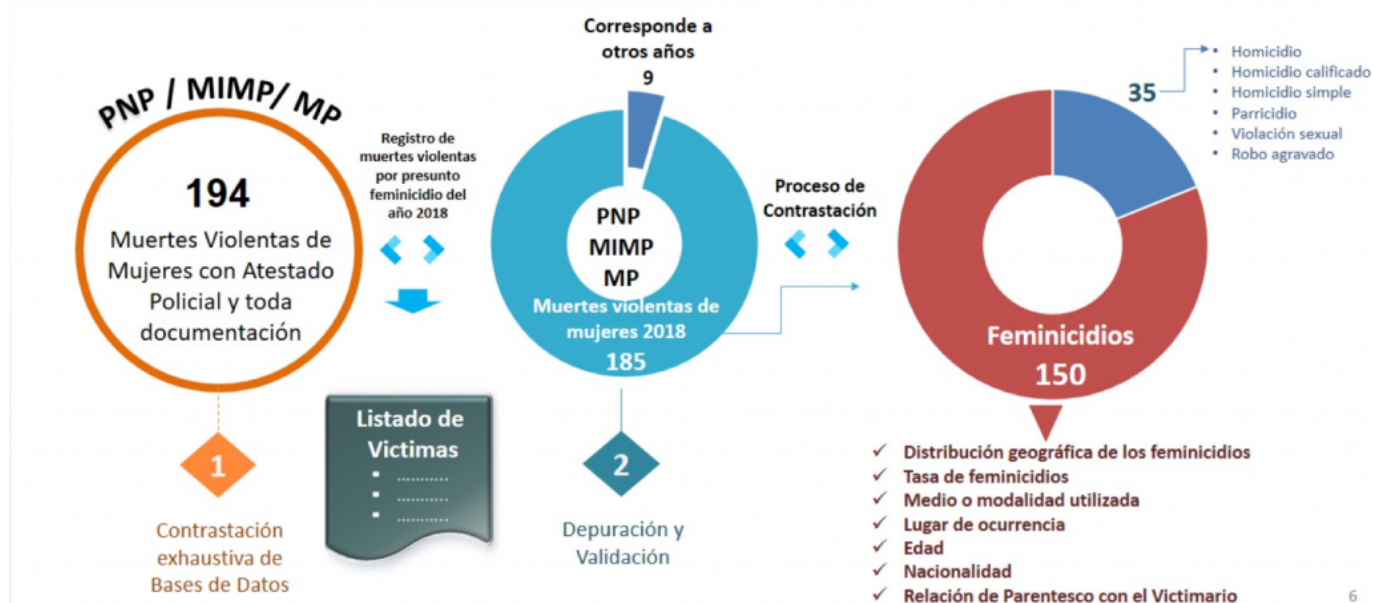 PNP / MIMP/ MP
194
Muertes Violentas de
Mujeres con Atestado
Policial y toda
documentación
1
Contrastación
exhaustiva de
Bases de Datos
Registro de
muertes violentas
por presunto
feminicidio del
año 2018
Listado de
Victimas
▪ ...........
▪ ...........
▪ ...........
Corresponde a
otros años
9
PNP
MIMP
MP
Muertes violentas de
mujeres 2018
185
2
Depuración y
Validación
Proceso de
Contrastación
35
• Homicidio
• Homicidio calificado
• Homicidio simple
• Parricidio
• Violación sexual
• Robo agravado
Feminicidios
150
✓ Distribución geográfica de los feminicidios
✓ Tasa de feminicidios
✓ Medio o modalidad utilizada
✓ Lugar de ocurrencia
✓ Edad
✓ Nacionalidad
✓ Relación de Parentesco con el Victimario
6